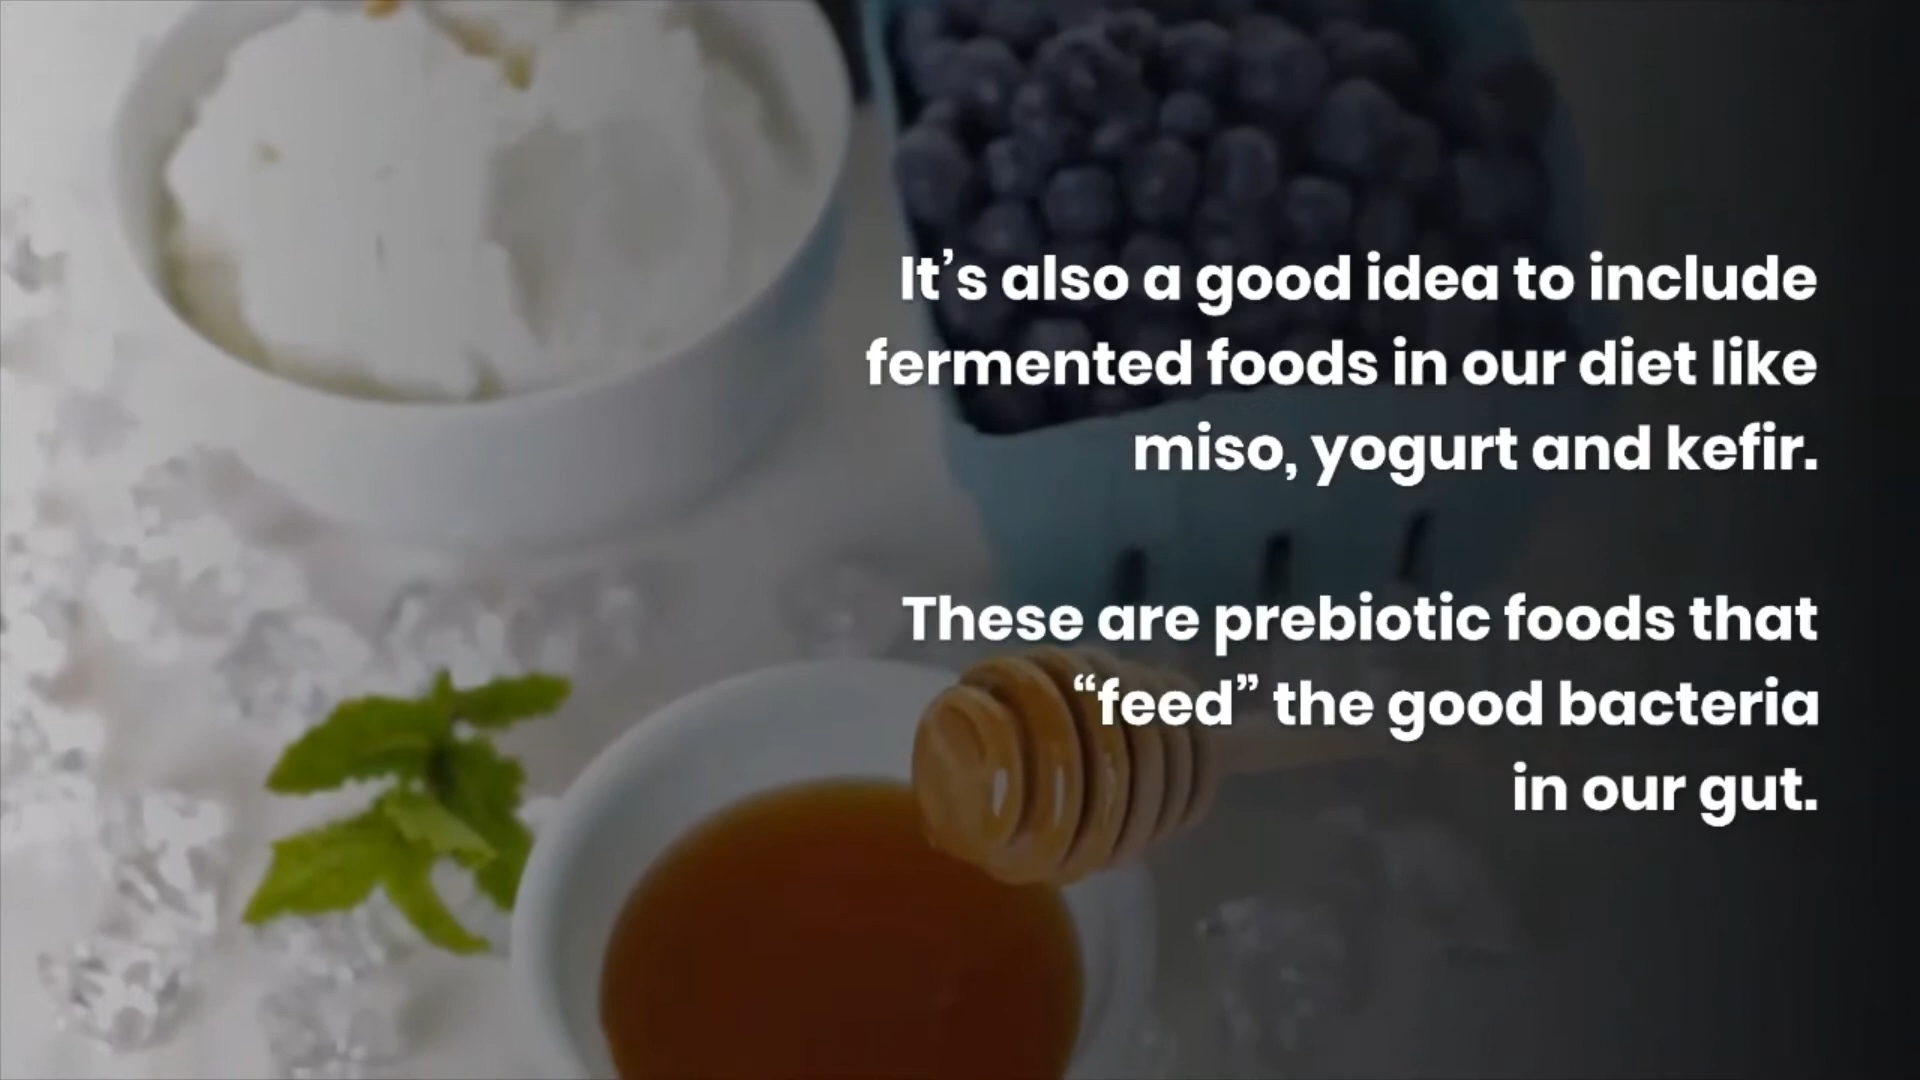 It’s also a good idea to include
fermented foods in our diet like
miso, yogurt and kefir.
These are prebiotic foods that
“feed” the good bacteria
in our gut.